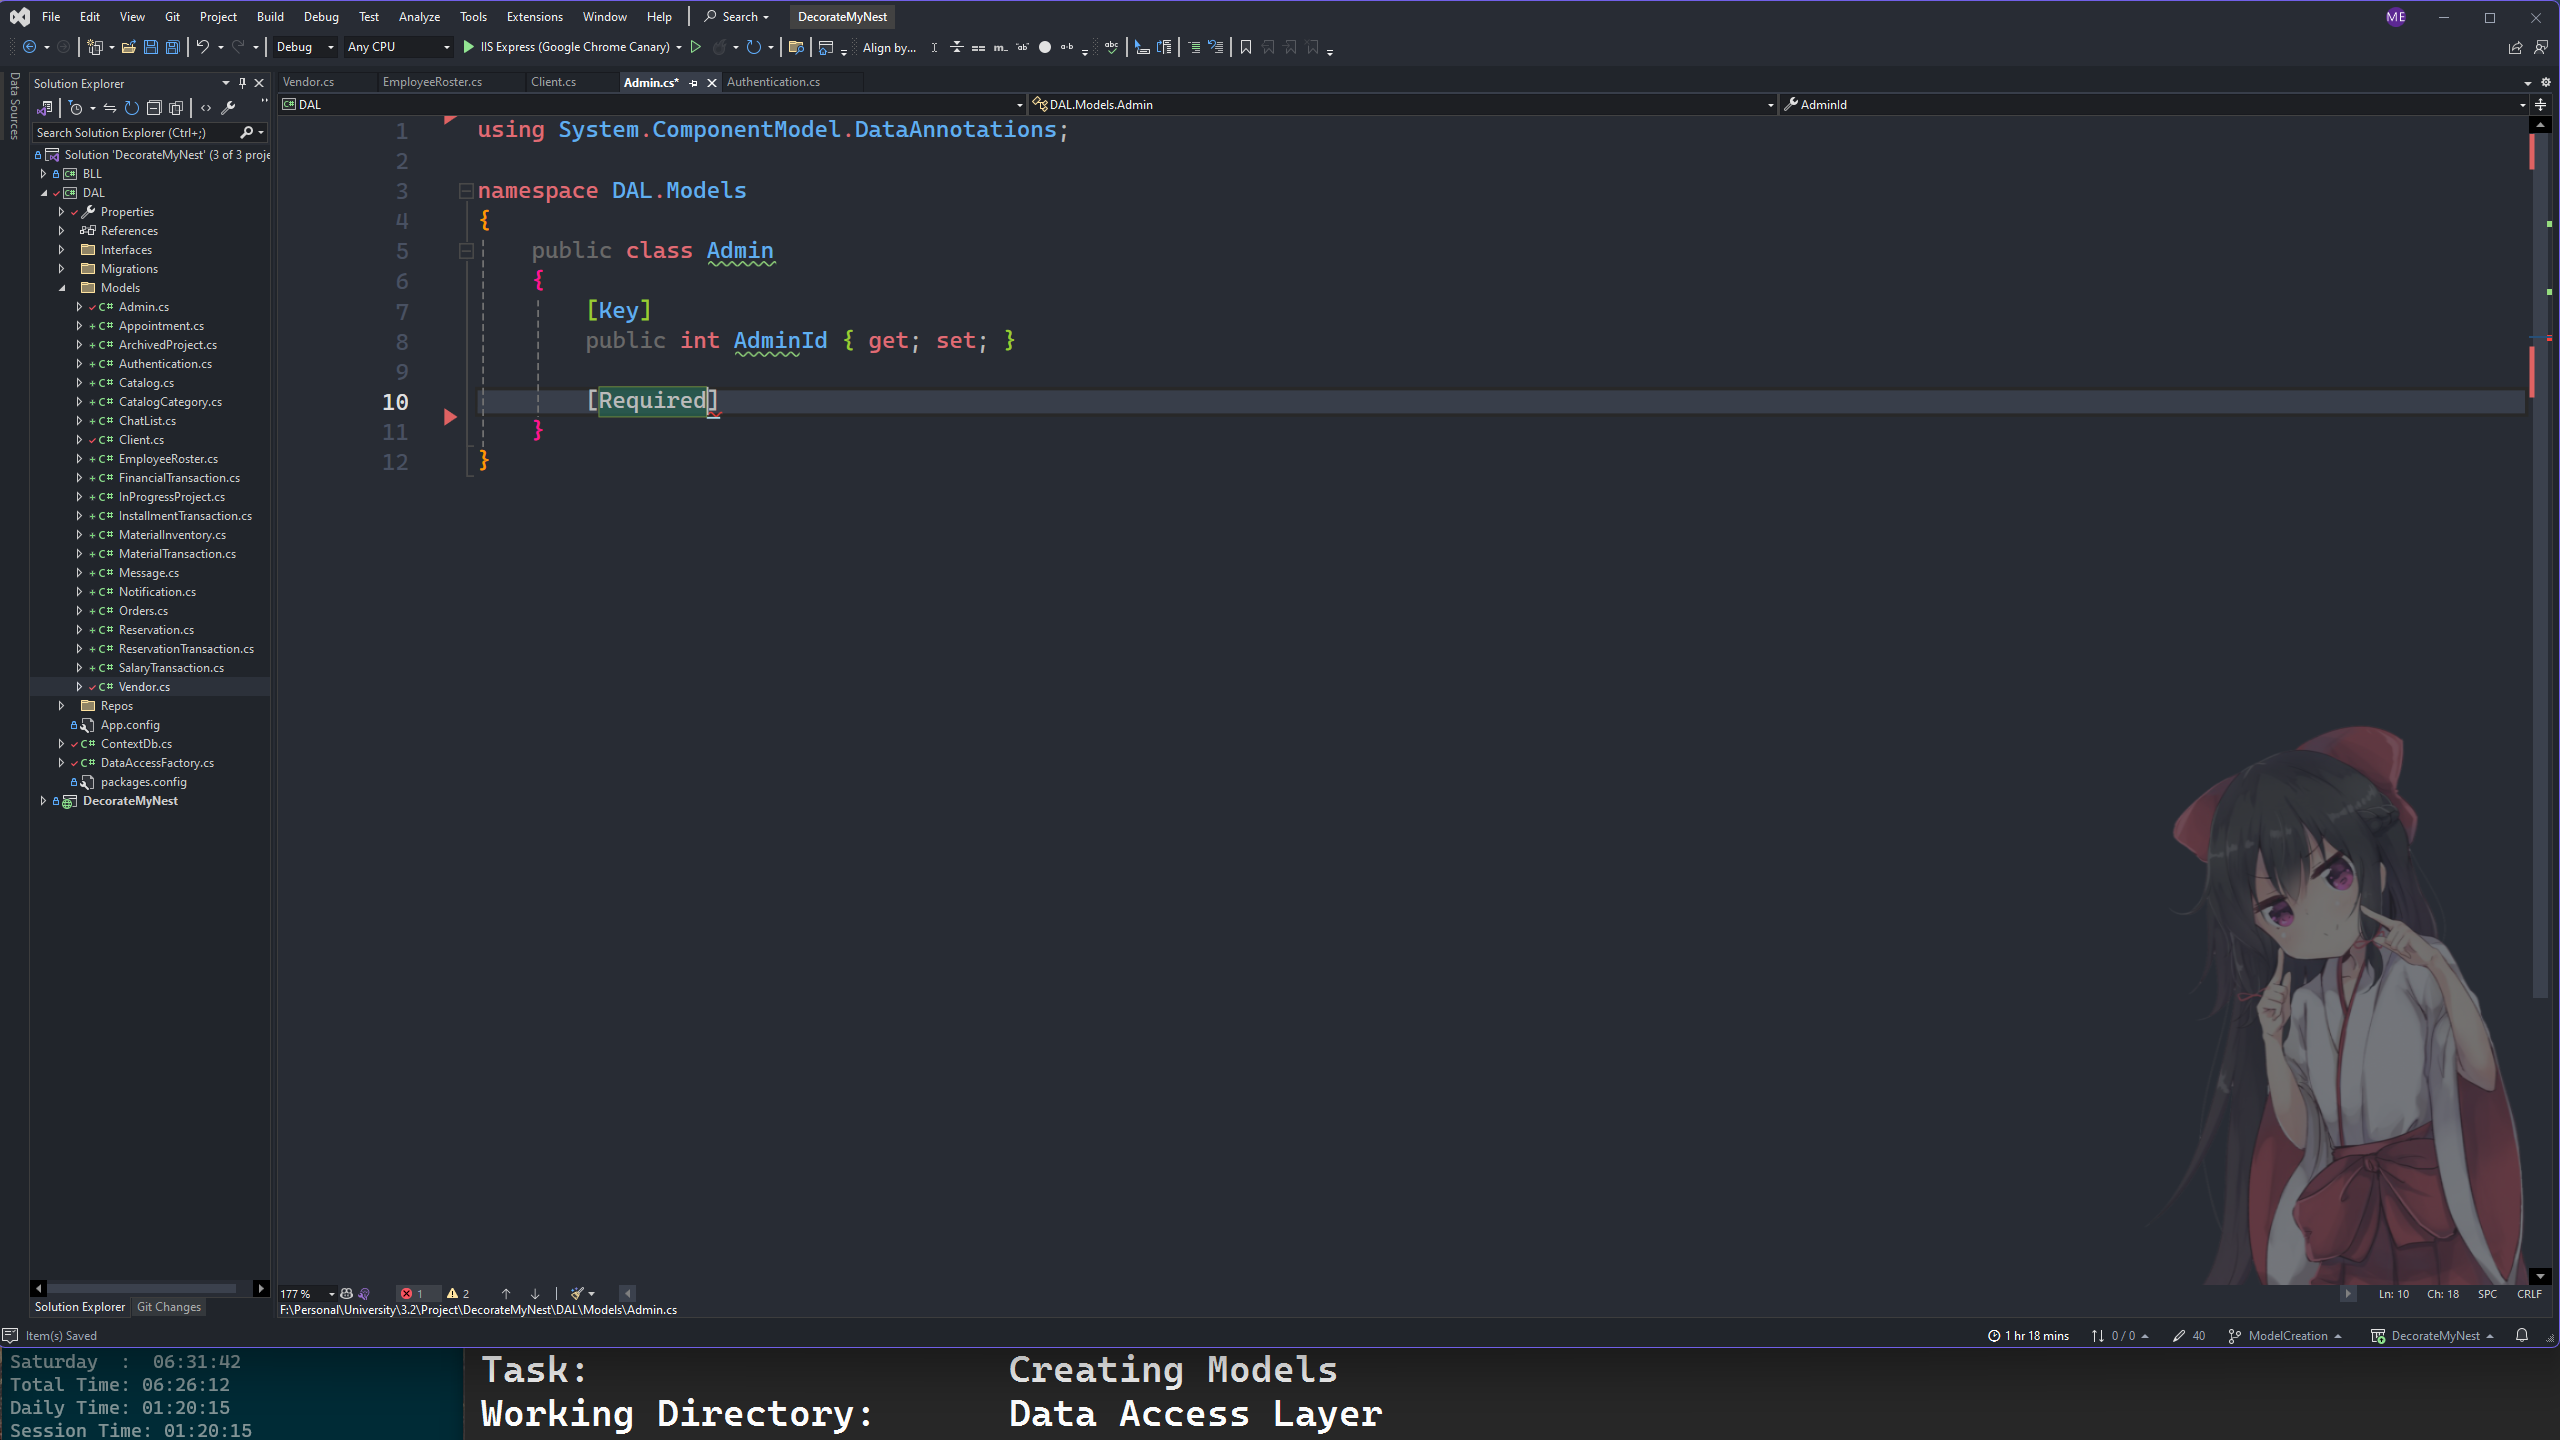 File Edit View Git Project Build Debug Test Analyze Tools Extensions Window Help Search DecorateMyNest ME
Debug Any CPU IIS Express (Google Chrome Canary) Align by...
Data Sources
Solution Explorer
Search Solution Explorer (Ctrl+;)
Solution 'DecorateMyNest' (3 of 3 proje
BLL
DAL
Properties
References
Interfaces
Migrations
Models
C# Admin.cs
C# Appointment.cs
C# ArchivedProject.cs
C# Authentication.cs
C# Catalog.cs
C# CatalogCategory.cs
C# ChatList.cs
C# Client.cs
C# EmployeeRoster.cs
C# FinancialTransaction.cs
C# InProgressProject.cs
C# InstallmentTransaction.cs
C# MaterialInventory.cs
C# MaterialTransaction.cs
C# Message.cs
C# Notification.cs
C# Orders.cs
C# Reservation.cs
C# ReservationTransaction.cs
C# SalaryTransaction.cs
C# Vendor.cs
Repos
App.config
C# ContextDb.cs
C# DataAccessFactory.cs
packages.config
DecorateMyNest
Solution Explorer Git Changes
Vendor.cs EmployeeRoster.cs Client.cs Admin.cs* Authentication.cs
C# DAL DAL.Models.Admin AdminId
1 using System.ComponentModel.DataAnnotations;
2
3 namespace DAL.Models
4 {
5 public class Admin
6 {
7 [Key]
8 public int AdminId { get; set; }
9
10 [Required]
11 }
12 }
177 % 1 2 Ln: 10 Ch: 18 SPC CRLF
F:\Personal\University\3.2\Project\DecorateMyNest\DAL\Models\Admin.cs
Item(s) Saved 1 hr 18 mins 0 / 0 40 ModelCreation DecorateMyNest
Saturday : 06:31:42
Total Time: 06:26:12
Daily Time: 01:20:15
Session Time: 01:20:15
Task: Creating Models
Working Directory: Data Access Layer